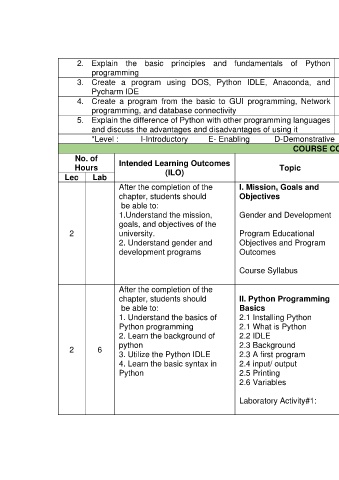 2. Explain the basic principles and fundamentals of Python
programming
3. Create a program using DOS, Python IDLE, Anaconda, and
Pycharm IDE
4. Create a program from the basic to GUI programming, Network
programming, and database connectivity
5. Explain the difference of Python with other programming languages
and discuss the advantages and disadvantages of using it
*Level : I-Introductory E- Enabling D-Demonstrative
COURSE CO
No. of
Hours
Lec Lab
Intended Learning Outcomes
(ILO)
Topic
2
After the completion of the
chapter, students should
be able to:
1.Understand the mission,
goals, and objectives of the
university.
2. Understand gender and
development programs
I. Mission, Goals and
Objectives
Gender and Development
Program Educational
Objectives and Program
Outcomes
Course Syllabus
2
6
After the completion of the
chapter, students should
be able to:
1. Understand the basics of
Python programming
2. Learn the background of
python
3. Utilize the Python IDLE
4. Learn the basic syntax in
Python
II. Python Programming
Basics
2.1 Installing Python
2.1 What is Python
2.2 IDLE
2.3 Background
2.3 A first program
2.4 input/ output
2.5 Printing
2.6 Variables
Laboratory Activity#1: